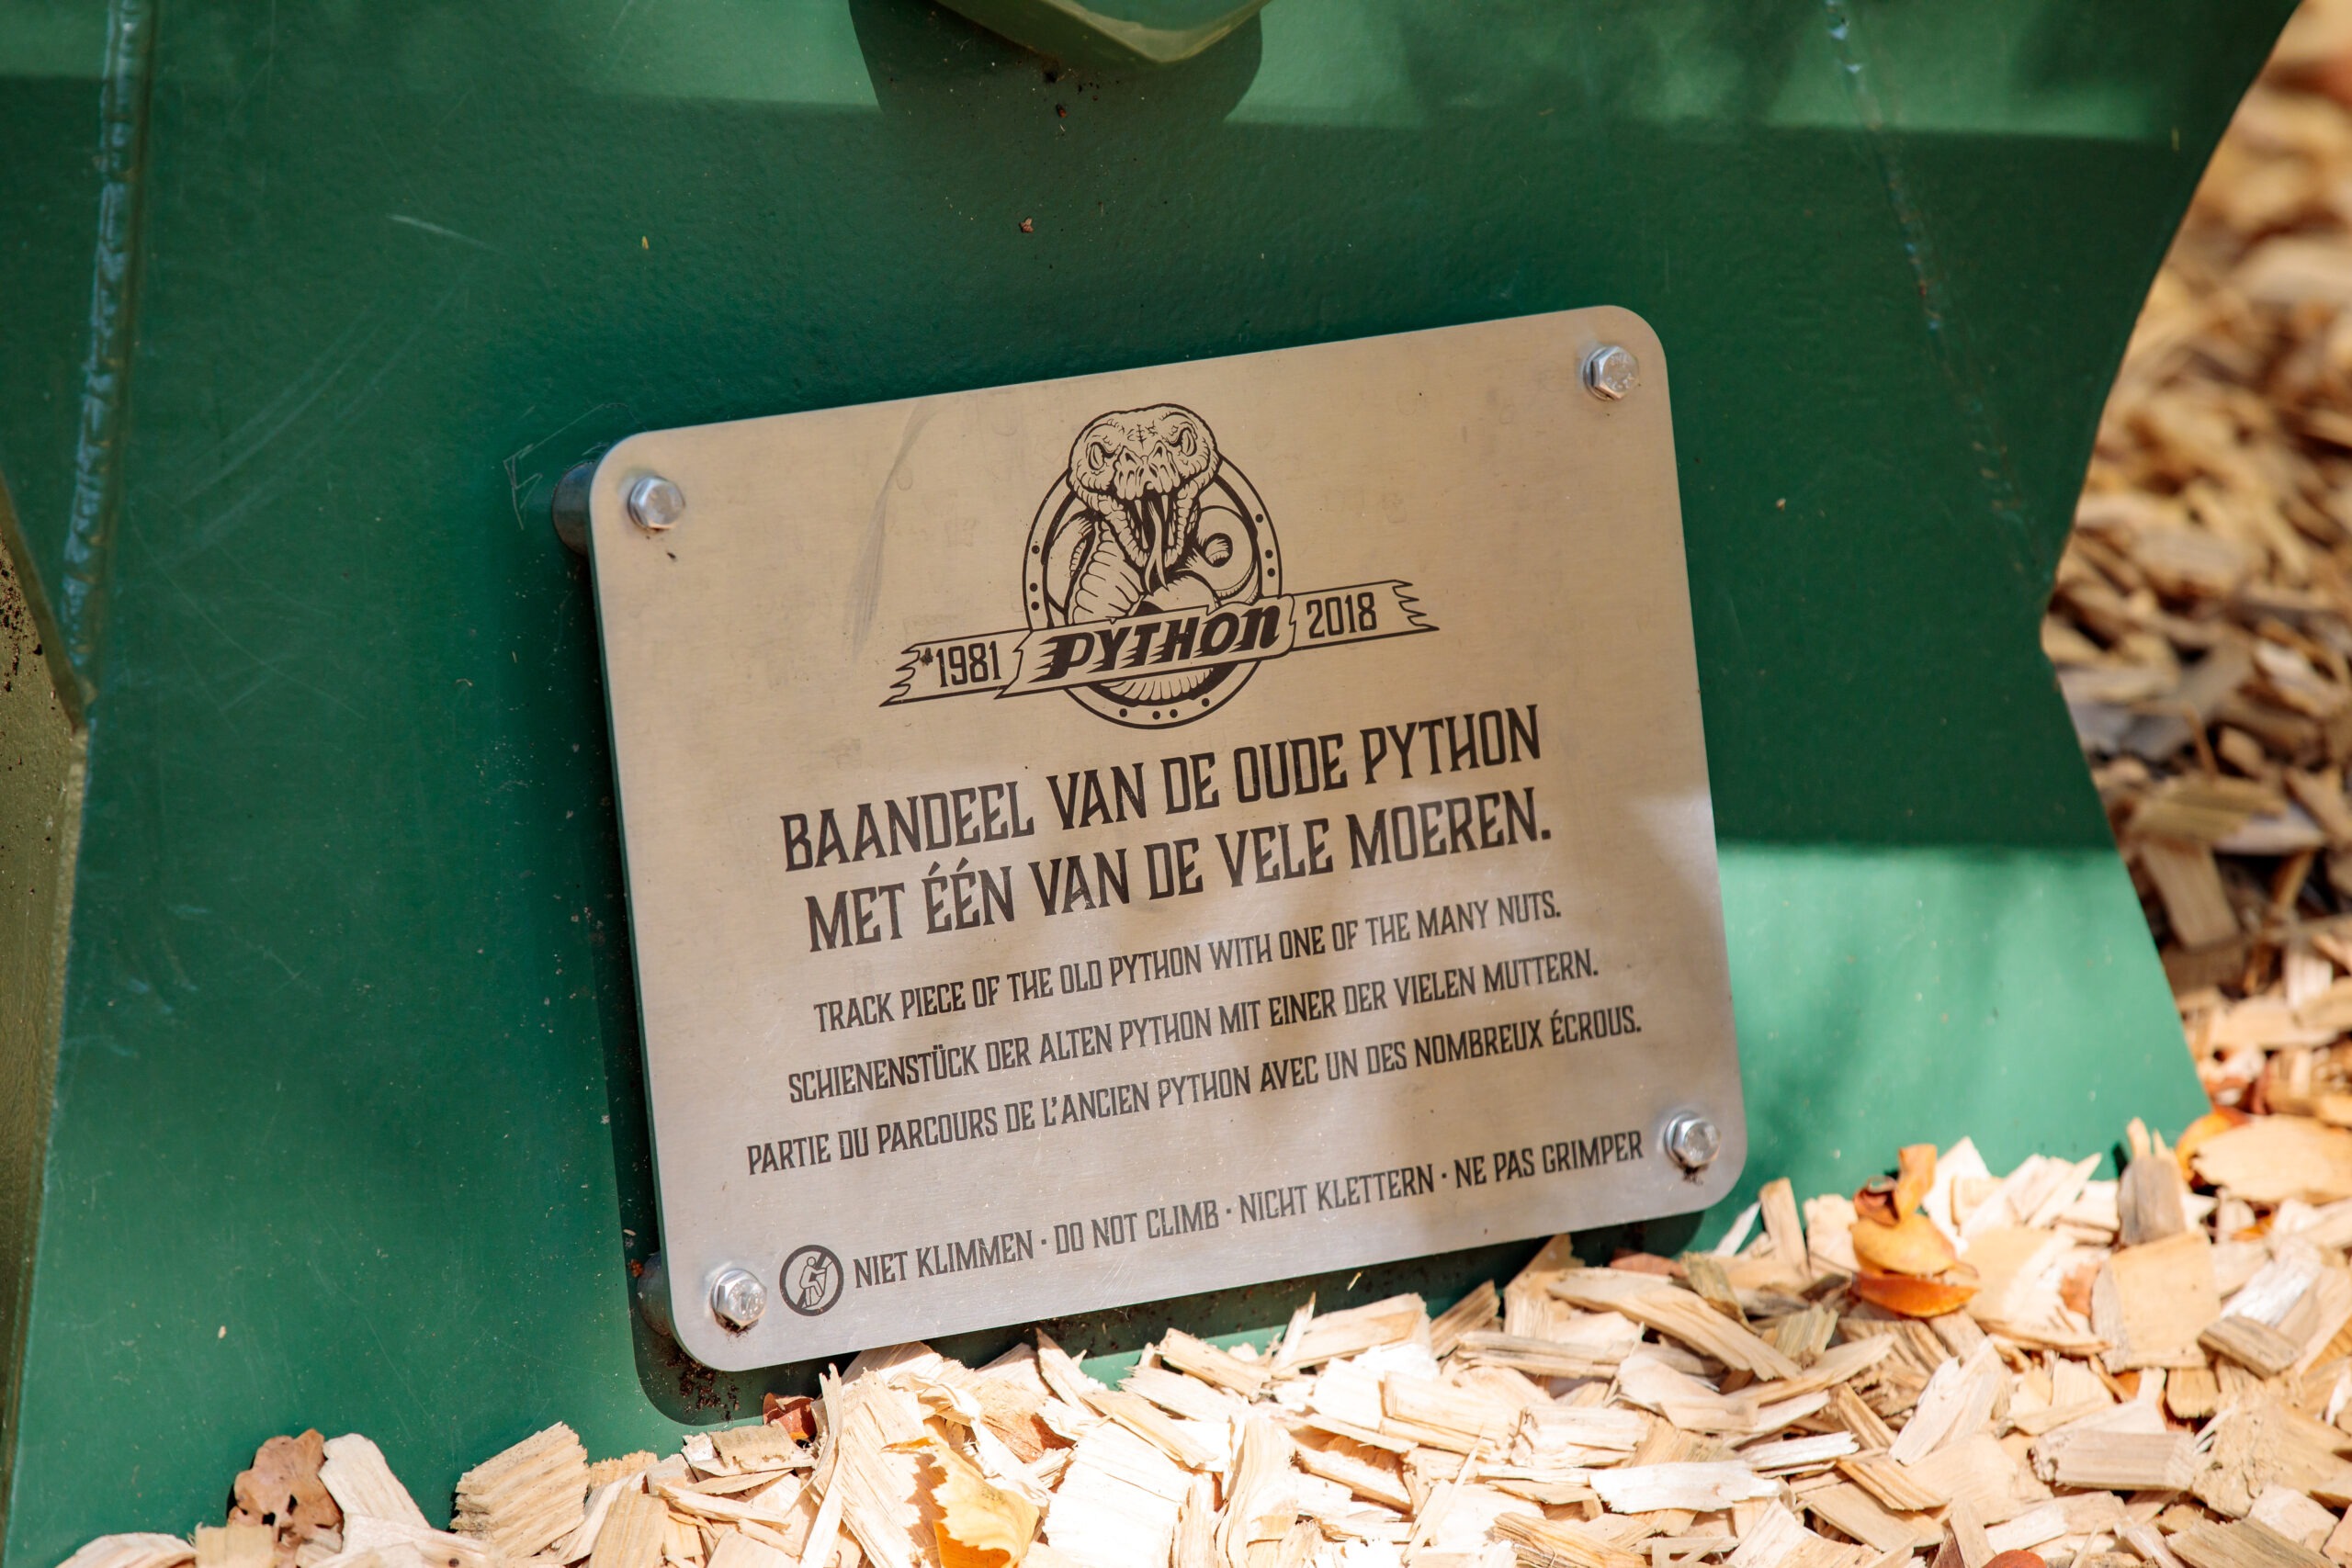 *1981 PYTHON 2018
BAANDEEL VAN DE OUDE PYTHON
MET ÉÉN VAN DE VELE MOEREN.
TRACK PIECE OF THE OLD PYTHON WITH ONE OF THE MANY NUTS.
SCHIENENSTÜCK DER ALTEN PYTHON MIT EINER DER VIELEN MUTTERN.
PARTIE DU PARCOURS DE L'ANCIEN PYTHON AVEC UN DES NOMBREUX ÉCROUS.
NIET KLIMMEN · DO NOT CLIMB · NICHT KLETTERN · NE PAS GRIMPER